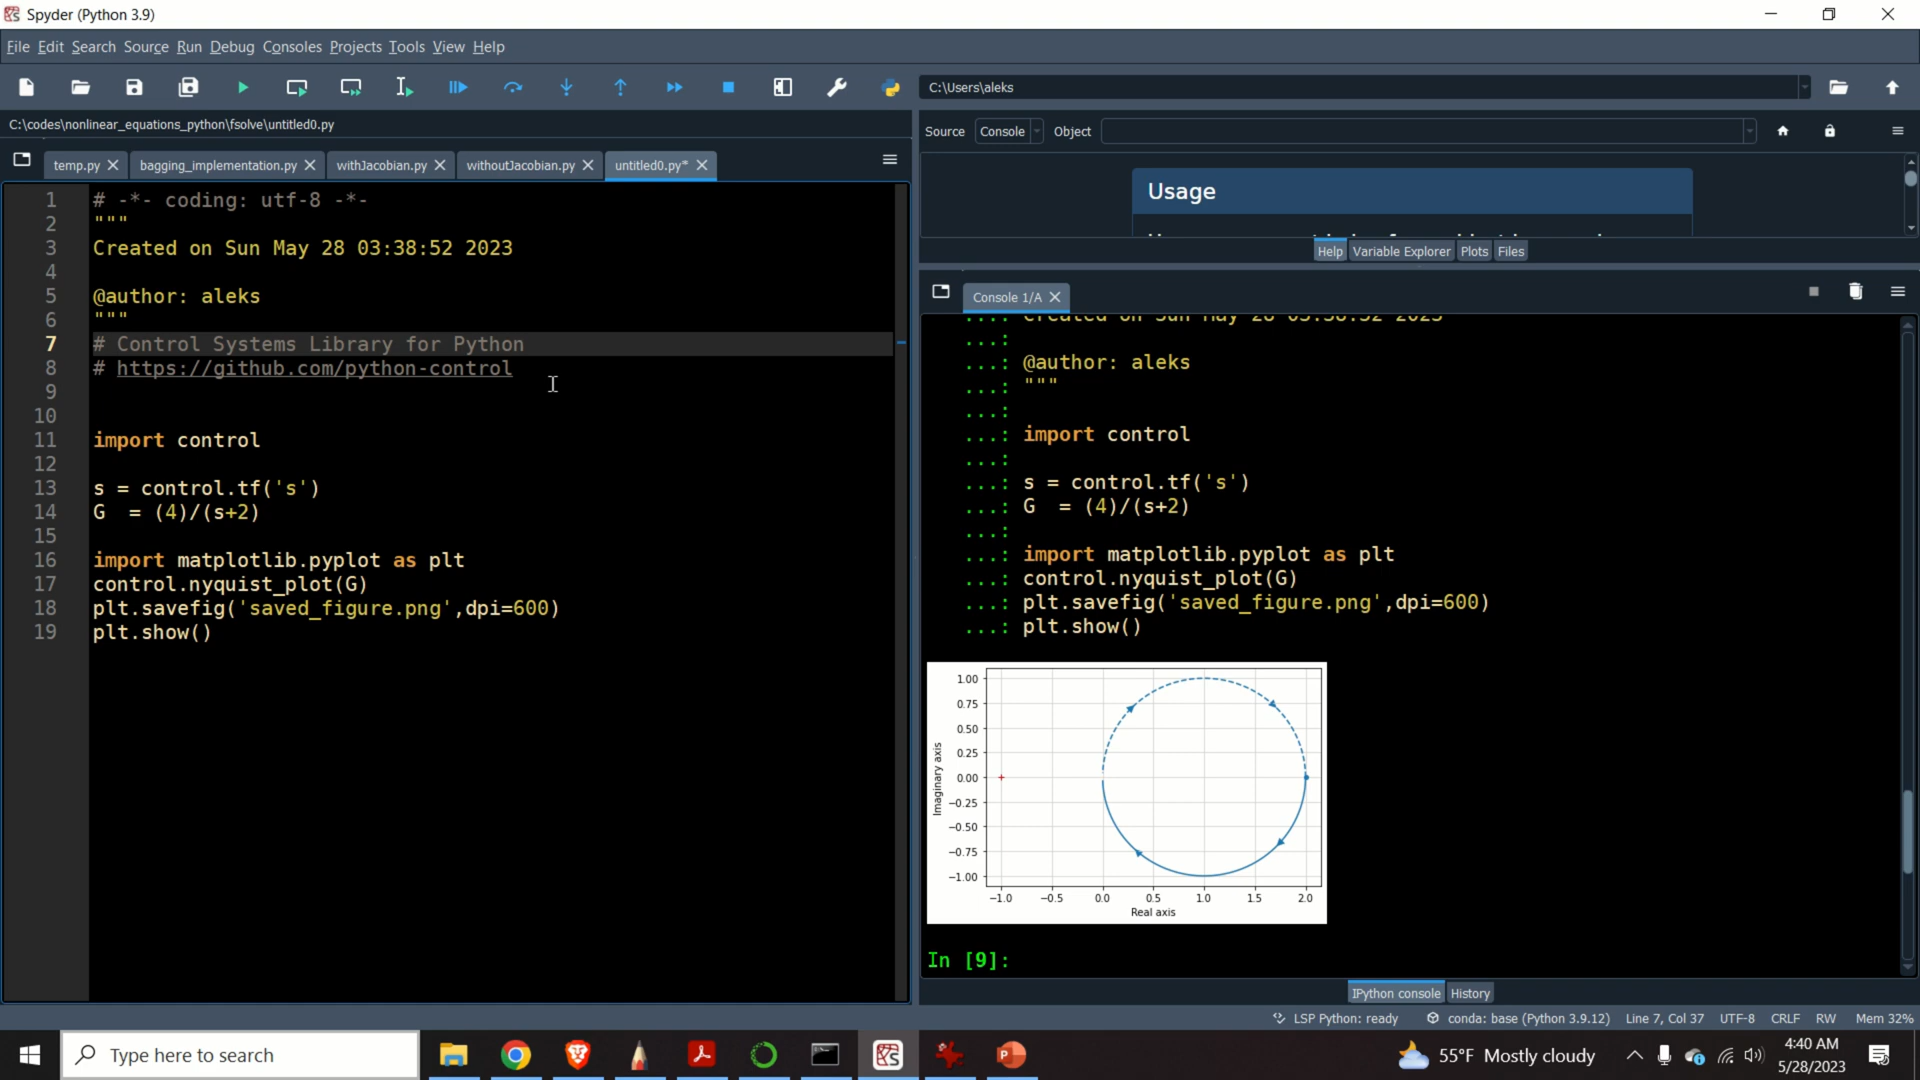 Spyder (Python 3.9)
File Edit Search Source Run Debug Consoles Projects Tools View Help
C:\Users\aleks
C:\codes\nonlinear_equations_python\fsolve\untitled0.py
Source Console Object
temp.py bagging_implementation.py withJacobian.py withoutJacobian.py untitled0.py*
1 # -*- coding: utf-8 -*-
2 """
3 Created on Sun May 28 03:38:52 2023
4
5 @author: aleks
6 """
7 # Control Systems Library for Python
8 # https://github.com/python-control
9
10
11 import control
12
13 s = control.tf('s')
14 G  = (4)/(s+2)
15
16 import matplotlib.pyplot as plt
17 control.nyquist_plot(G)
18 plt.savefig('saved_figure.png',dpi=600)
19 plt.show()
Usage
Help Variable Explorer Plots Files
Console 1/A
...: Created on Sun May 28 03:38:52 2023
...:
...: @author: aleks
...: """
...:
...: import control
...:
...: s = control.tf('s')
...: G  = (4)/(s+2)
...:
...: import matplotlib.pyplot as plt
...: control.nyquist_plot(G)
...: plt.savefig('saved_figure.png',dpi=600)
...: plt.show()
Imaginary axis
1.00
0.75
0.50
0.25
0.00
−0.25
−0.50
−0.75
−1.00
−1.0 −0.5 0.0 0.5 1.0 1.5 2.0
Real axis
In [9]:
IPython console History
LSP Python: ready conda: base (Python 3.9.12) Line 7, Col 37 UTF-8 CRLF RW Mem 32%
Type here to search
55°F Mostly cloudy
4:40 AM
5/28/2023